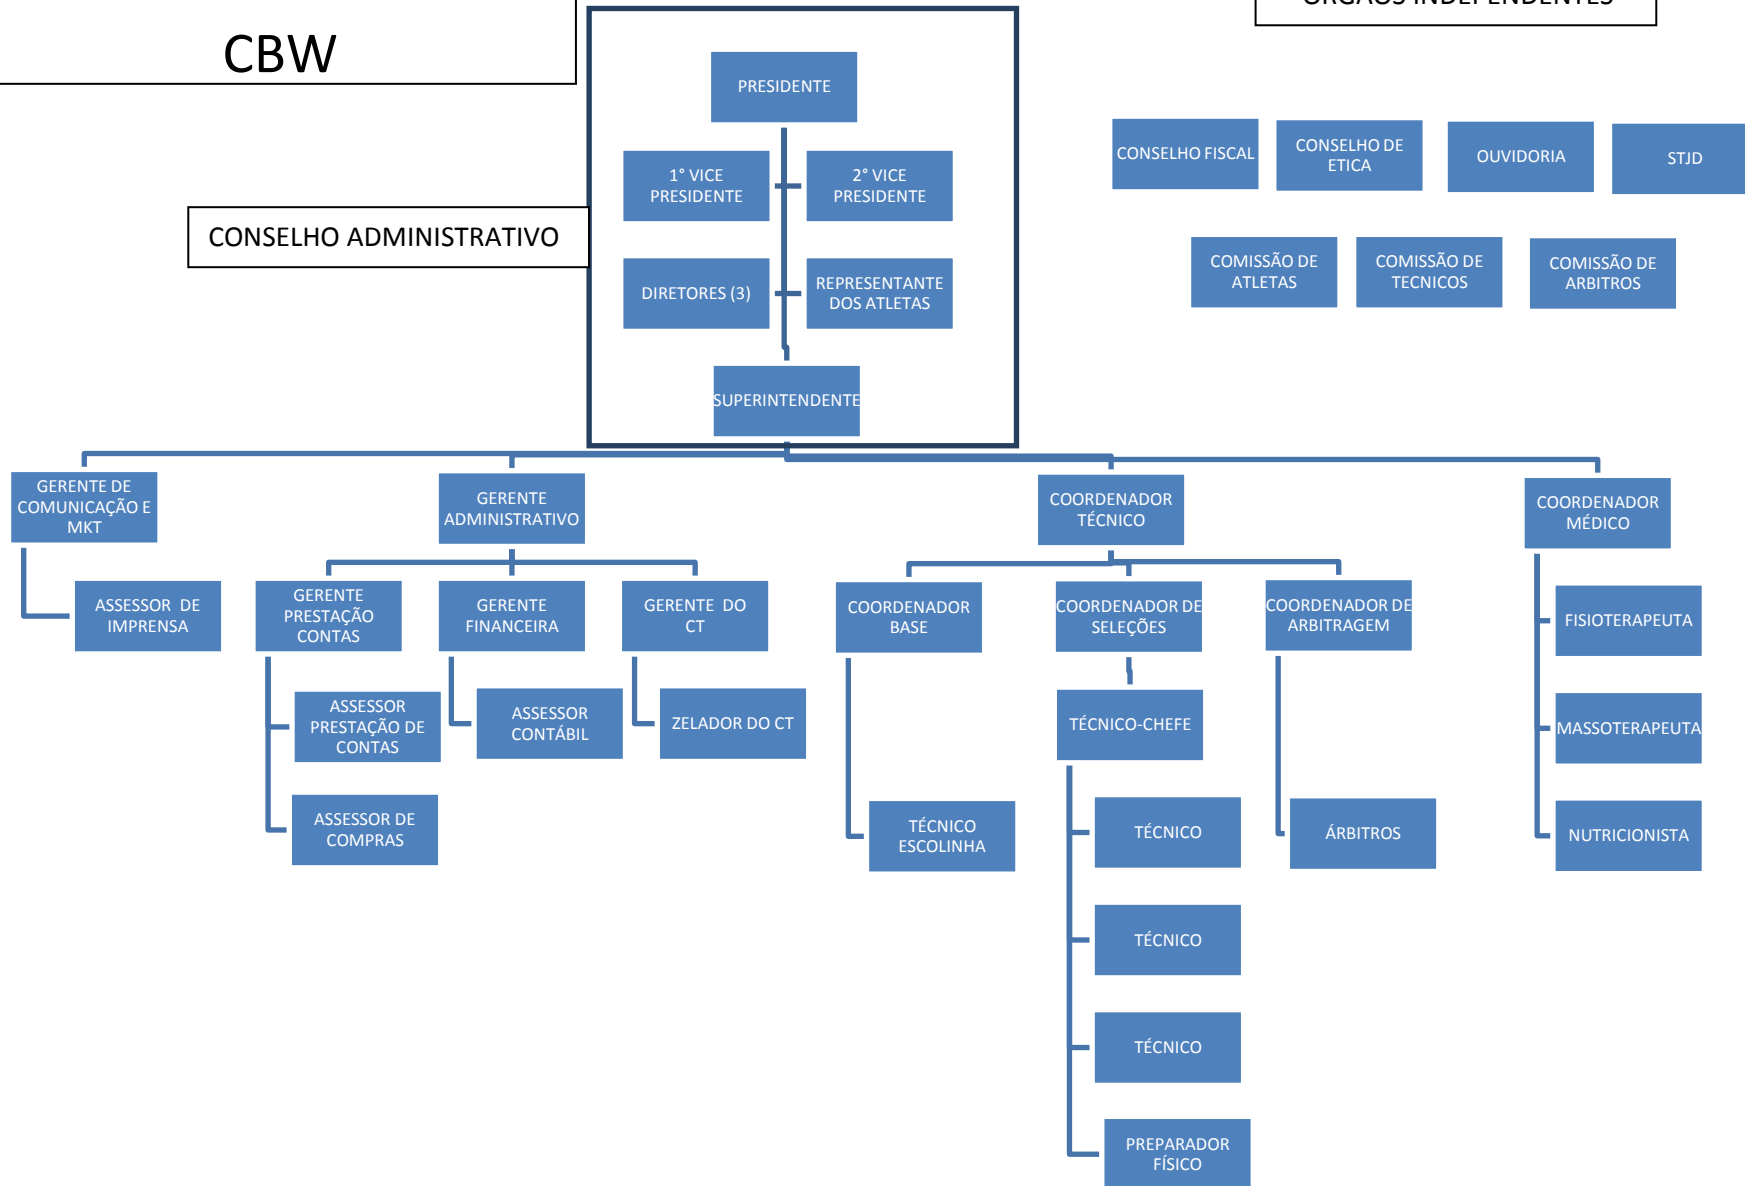 ÓRGÃOS INDEPENDENTES
CBW
PRESIDENTE
1° VICE
PRESIDENTE
2° VICE
PRESIDENTE
CONSELHO ADMINISTRATIVO
DIRETORES (3)
REPRESENTANTE
DOS ATLETAS
SUPERINTENDENTE
CONSELHO FISCAL
CONSELHO DE
ETICA
OUVIDORIA
STJD
COMISSÃO DE
ATLETAS
COMISSÃO DE
TECNICOS
COMISSÃO DE
ARBITROS
GERENTE DE
COMUNICAÇÃO E
MKT
GERENTE
ADMINISTRATIVO
COORDENADOR
TÉCNICO
COORDENADOR
MÉDICO
ASSESSOR DE
IMPRENSA
GERENTE
PRESTAÇÃO
CONTAS
GERENTE
FINANCEIRA
GERENTE DO
CT
COORDENADOR
BASE
COORDENADOR DE
SELEÇÕES
COORDENADOR DE
ARBITRAGEM
FISIOTERAPEUTA
ASSESSOR
PRESTAÇÃO DE
CONTAS
ASSESSOR
CONTÁBIL
ZELADOR DO CT
TÉCNICO-CHEFE
MASSOTERAPEUTA
ASSESSOR DE
COMPRAS
TÉCNICO
ESCOLINHA
TÉCNICO
ÁRBITROS
NUTRICIONISTA
TÉCNICO
TÉCNICO
PREPARADOR
FÍSICO